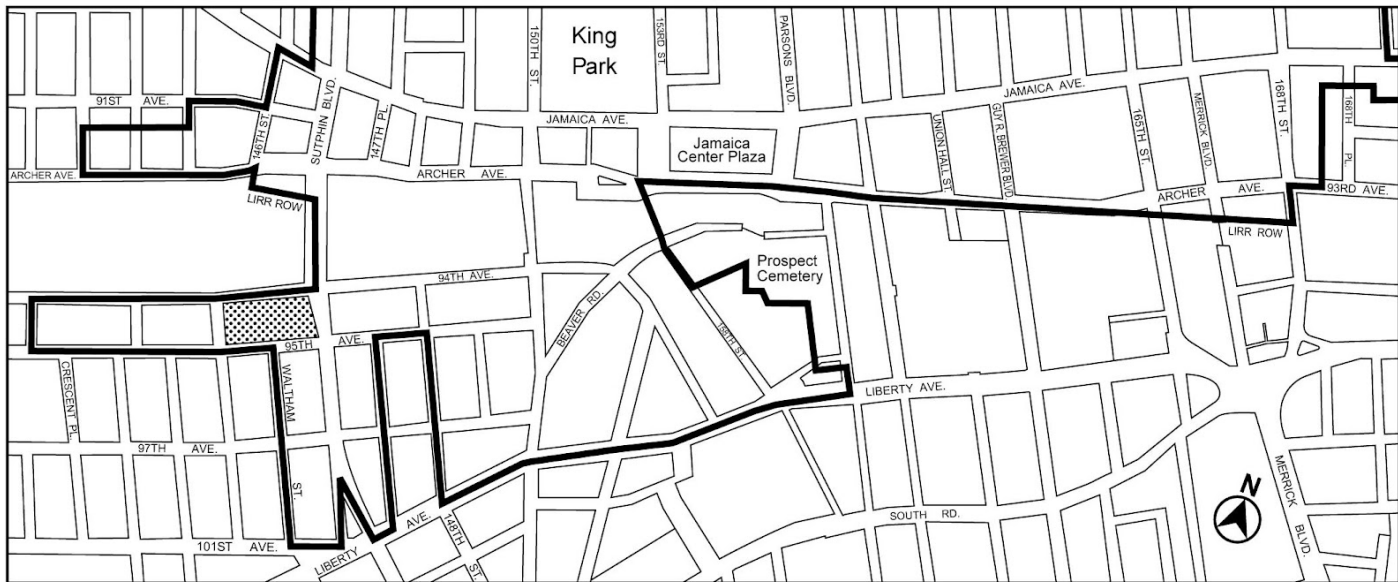 King
Park
150TH ST.
153RD ST.
PARSONS BLVD.
JAMAICA AVE.
91ST AVE.
146TH ST.
SUTPHIN BLVD.
147TH PL.
JAMAICA AVE.
Jamaica
Center Plaza
UNION HALL ST.
GUY R. BREWER BLVD.
165TH ST.
MERRICK BLVD.
168TH ST.
168TH PL.
ARCHER AVE.
ARCHER AVE.
ARCHER AVE.
93RD AVE.
LIRR ROW
LIRR ROW
94TH AVE.
Prospect
Cemetery
BEAVER RD.
159TH ST.
95TH AVE.
CRESCENT PL.
WALTHAM ST.
LIBERTY AVE.
97TH AVE.
101ST AVE.
LIBERTY AVE.
148TH ST.
SOUTH RD.
MERRICK BLVD.
N